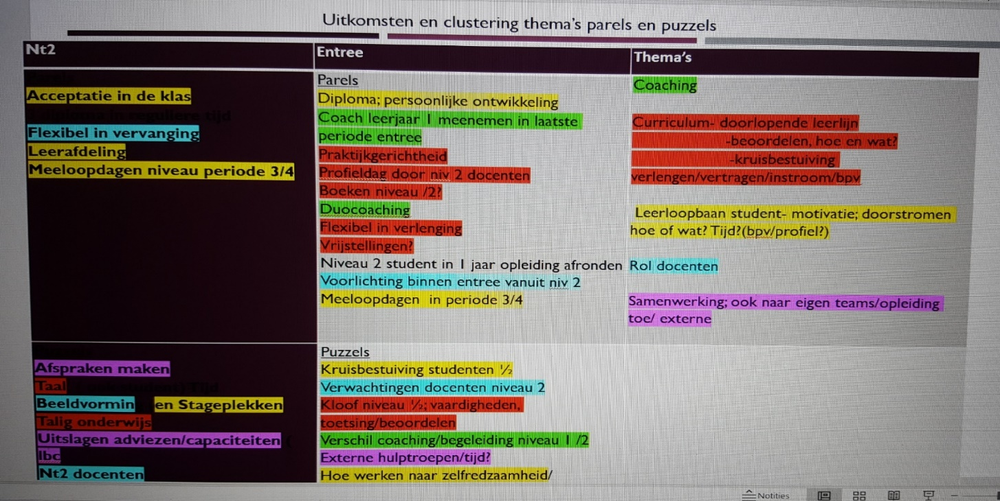 Uitkomsten en clustering thema's parels en puzzels
Nt2
Acceptatie in de klas
in reguliere tijd
Flexibel in vervanging
Leerafdeling
Meeloopdagen niveau periode 3/4
Afspraken maken
Taal
Tijd
Beeldvormin en Stageplekken
Talig onderwijs
Uitslagen adviezen/capaciteiten (
Ibc
Nt2 docenten
Entree
Parels
Diploma; persoonlijke ontwikkeling
Coach leerjaar 1 meenemen in laatste
periode entree
Praktijkgerichtheid
Profieldag door niv 2 docenten
Boeken niveau /2?
Duocoaching
Flexibel in verlenging
Vrijstellingen?
Niveau 2 student in 1 jaar opleiding afronden
Voorlichting binnen entree vanuit niv 2
Meeloopdagen in periode 3/4
Puzzels
Kruisbestuiving studenten ½
Verwachtingen docenten niveau 2
Kloof niveau ½; vaardigheden,
toetsing/beoordelen
Verschil coaching/begeleiding niveau 1 /2
Externe hulptroepen/tijd?
Hoe werken naar zelfredzaamheid/
Thema's
Coaching
Curriculum- doorlopende leerlijn
-beoordelen, hoe en wat?
-kruisbestuiving
verlengen/vertragen/instroom/bpv
Leerloopbaan student- motivatie; doorstromen
hoe of wat? Tijd?(bpv/profiel?)
Rol docenten
Samenwerking; ook naar eigen teams/opleiding
toe/ externe
Notities